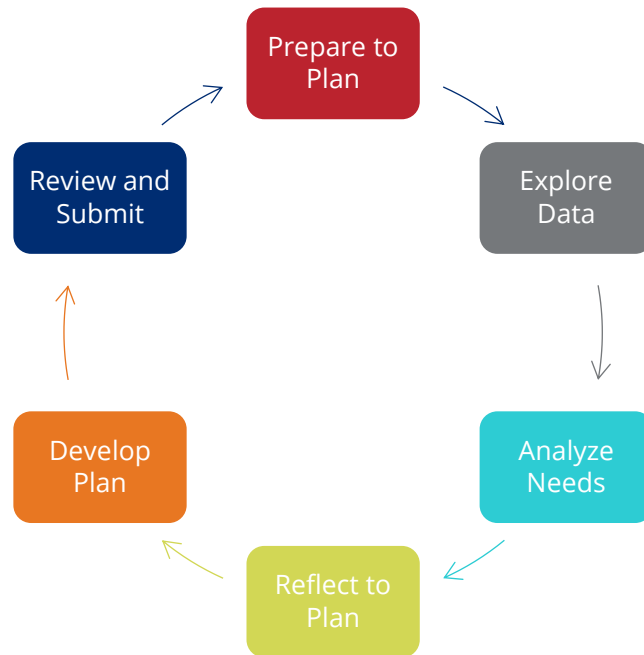 Prepare to
Plan
Explore
Data
Analyze
Needs
Reflect to
Plan
Develop
Plan
Review and
Submit